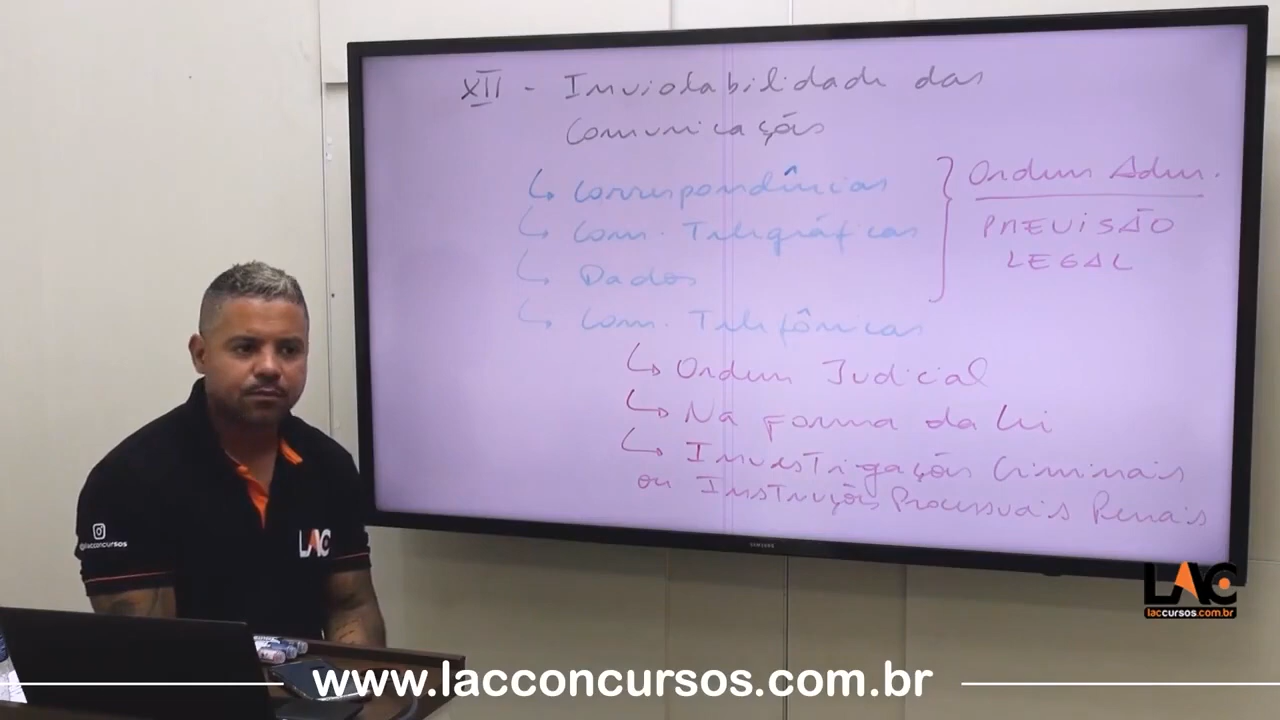 XII - Inviolabilidade das
Comunicações
↳ Correspondências
↳ Com. Telegráficas
↳ Dados
↳ Com. Telefônicas
} Ordem Adm.
PREVISÃO
LEGAL
↳ Ordem Judicial
↳ Na forma da Lei
↳ Investigações Criminais
ou Instruções Processuais Penais
SAMSUNG
@lacconcursos
LAC
LAC
laccursos.com.br
www.lacconcursos.com.br